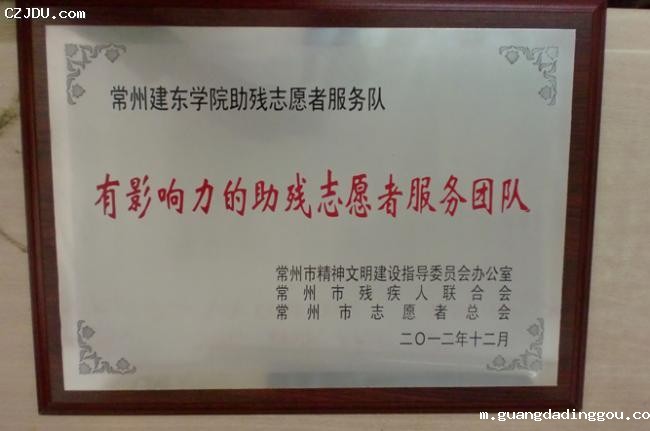 CZJDU.COM
常州建东学院助残志愿者服务队
有影响力的助残志愿者服务团队
常州市精神文明建设指导委员会办公室
常州市残疾人联合会
常州市志愿者总会
二〇一二年十二月
m.guangdadinggou.co